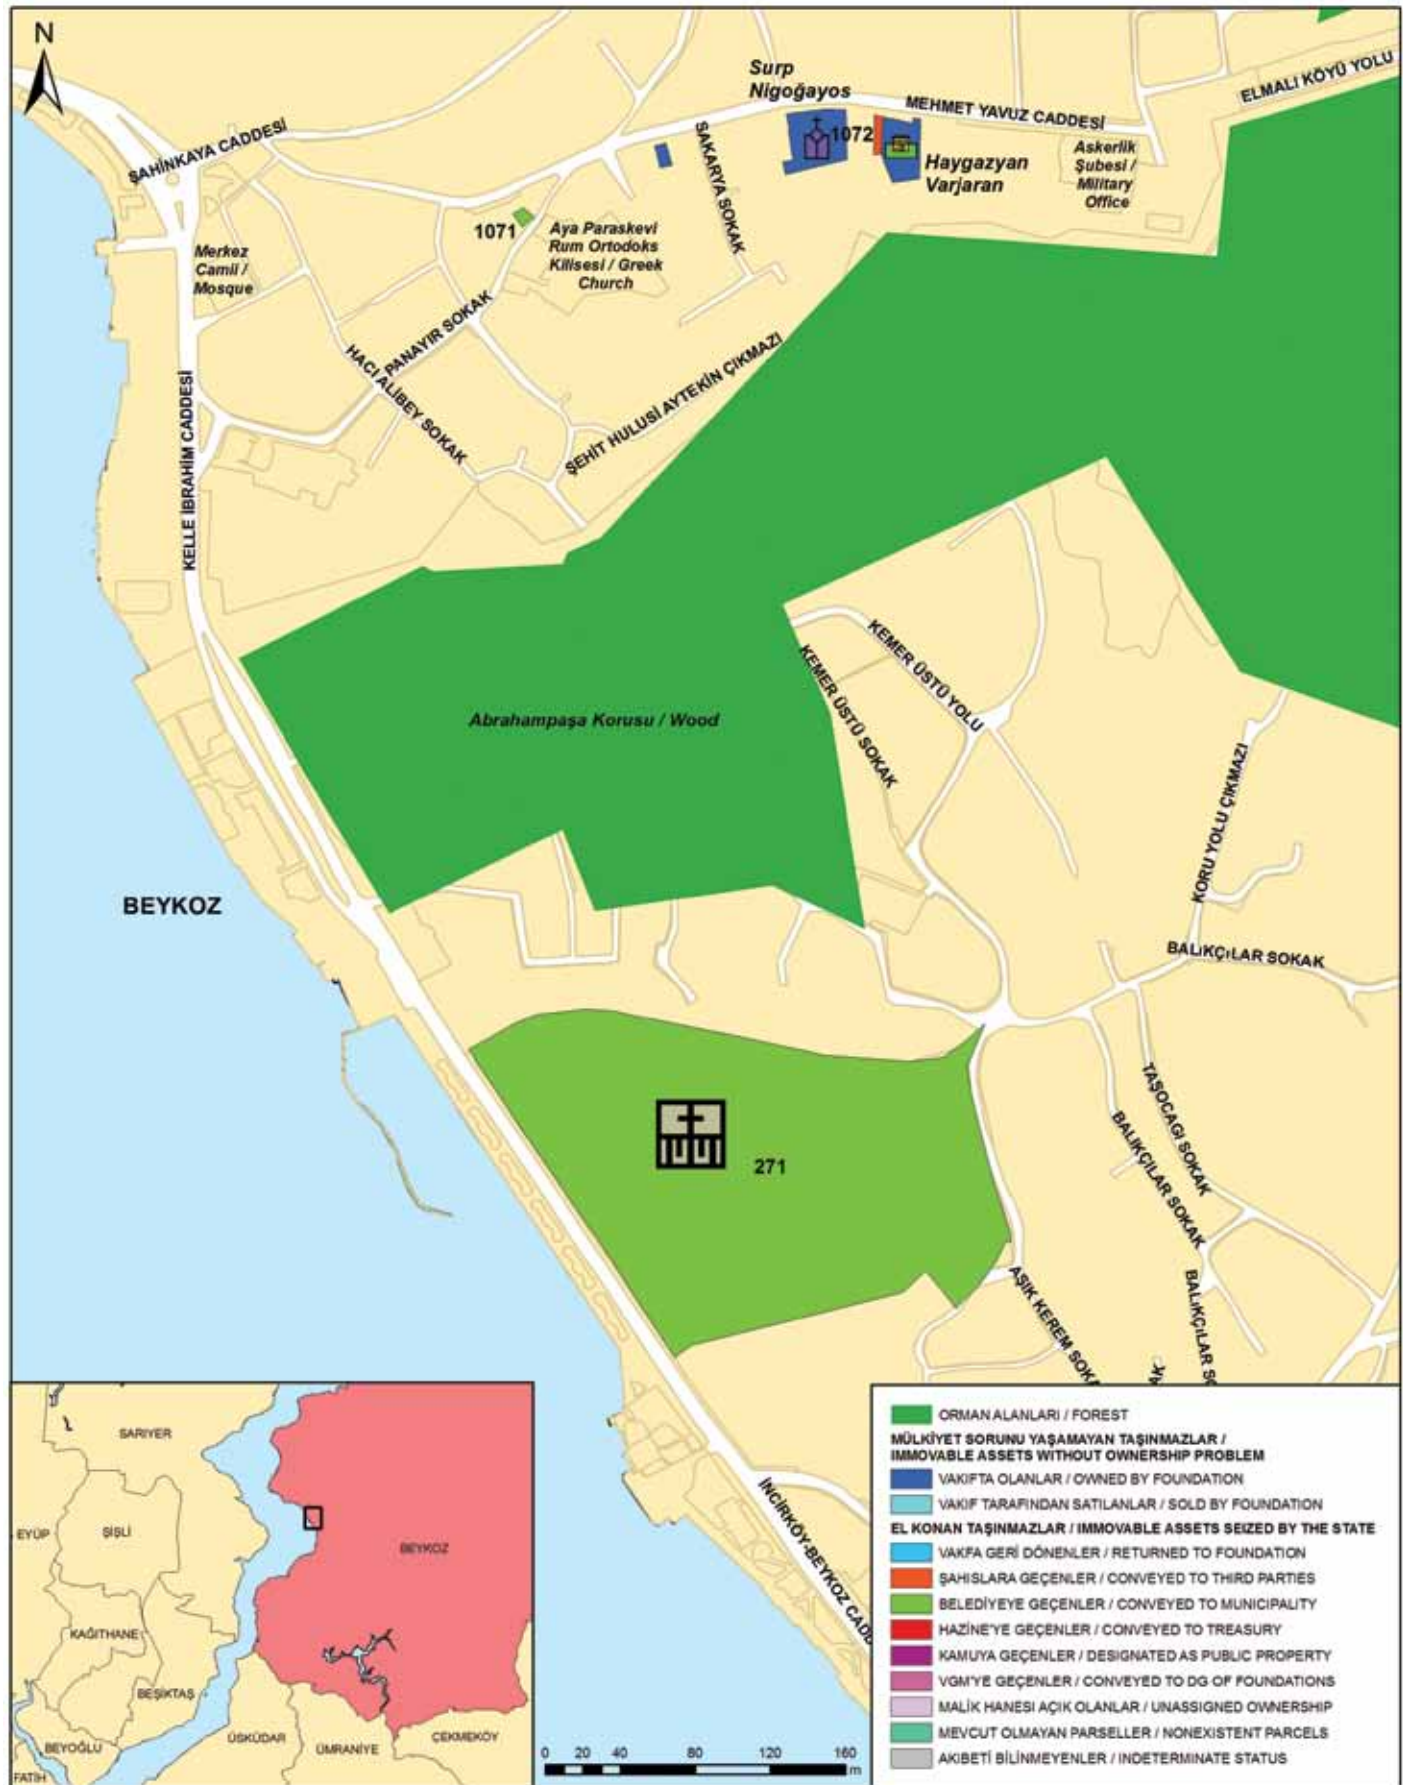 N
Surp
Nigoğayos
MEHMET YAVUZ CADDESİ
ELMALI KÖYÜ YOLU
ŞAHİNKAYA CADDESİ
SAKARYA SOKAK
1072
Haygazyan
Varjaran
Askerlik
Şubesi /
Military
Office
1071
Aya Paraskevi
Rum Ortodoks
Kilisesi / Greek
Church
Merkez
Camii /
Mosque
PANAYIR SOKAK
HACI ALİBEY SOKAK
ŞEHİT HULUSİ AYTEKİN ÇIKMAZI
KELLE İBRAHİM CADDESİ
KEMER ÜSTÜ YOLU
KEMER ÜSTÜ SOKAK
Abrahampaşa Korusu / Wood
KORU YOLU ÇIKMAZI
BEYKOZ
BALIKÇILAR SOKAK
TAŞOCAGI SOKAK
BALIKÇILAR SOKAK
271
AŞIK KEREM SOKA
BALIKÇILAR SO
AK
İNCİRKÖY-BEYKOZ CADD
SARIYER
EYÜP
ŞİŞLİ
BEYKOZ
KAĞITHANE
BEŞİKTAŞ
BEYOĞLU
ÜSKÜDAR
ÜMRANİYE
ÇEKMEKÖY
FATİH
0 20 40 80 120 160
m
ORMAN ALANLARI / FOREST
MÜLKİYET SORUNU YAŞAMAYAN TAŞINMAZLAR /
IMMOVABLE ASSETS WITHOUT OWNERSHIP PROBLEM
VAKIFTA OLANLAR / OWNED BY FOUNDATION
VAKIF TARAFINDAN SATILANLAR / SOLD BY FOUNDATION
EL KONAN TAŞINMAZLAR / IMMOVABLE ASSETS SEIZED BY THE STATE
VAKFA GERİ DÖNENLER / RETURNED TO FOUNDATION
ŞAHISLARA GEÇENLER / CONVEYED TO THIRD PARTIES
BELEDİYEYE GEÇENLER / CONVEYED TO MUNICIPALITY
HAZİNE'YE GEÇENLER / CONVEYED TO TREASURY
KAMUYA GEÇENLER / DESIGNATED AS PUBLIC PROPERTY
VGM'YE GEÇENLER / CONVEYED TO DG OF FOUNDATIONS
MALİK HANESI AÇIK OLANLAR / UNASSIGNED OWNERSHIP
MEVCUT OLMAYAN PARSELLER / NONEXISTENT PARCELS
AKIBETİ BİLİNMEYENLER / INDETERMINATE STATUS